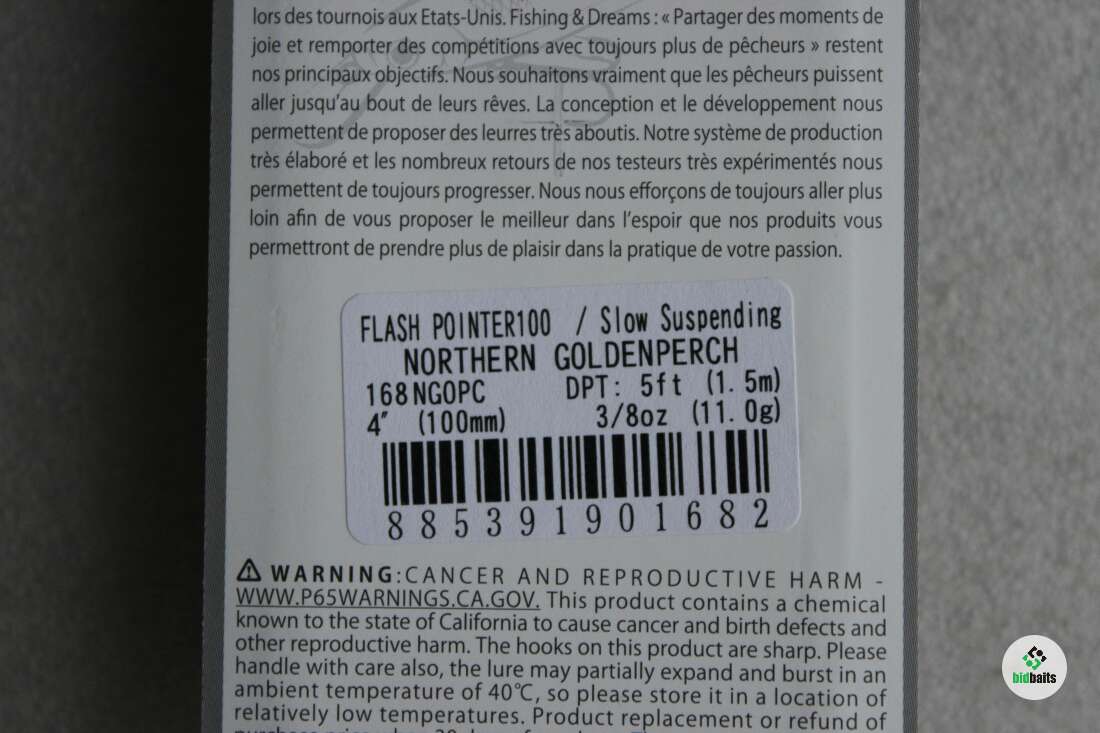 lors des tournois aux Etats-Unis. Fishing & Dreams : « Partager des moments de
joie et remporter des compétitions avec toujours plus de pêcheurs » restent
nos principaux objectifs. Nous souhaitons vraiment que les pêcheurs puissent
aller jusqu'au bout de leurs rêves. La conception et le développement nous
permettent de proposer des leurres très aboutis. Notre système de production
très élaboré et les nombreux retours de nos testeurs très expérimentés nous
permettent de toujours progresser. Nous nous efforçons de toujours aller plus
loin afin de vous proposer le meilleur dans l'espoir que nos produits vous
permettront de prendre plus de plaisir dans la pratique de votre passion.
FLASH POINTER100 / Slow Suspending
NORTHERN GOLDENPERCH
168NGOPC DPT: 5ft (1.5m)
4" (100mm) 3/8oz (11.0g)
885391901682
⚠ WARNING:CANCER AND REPRODUCTIVE HARM -
WWW.P65WARNINGS.CA.GOV. This product contains a chemical
known to the state of California to cause cancer and birth defects and
other reproductive harm. The hooks on this product are sharp. Please
handle with care also, the lure may partially expand and burst in an
ambient temperature of 40℃, so please store it in a location of
relatively low temperatures. Product replacement or refund of
bidbaits